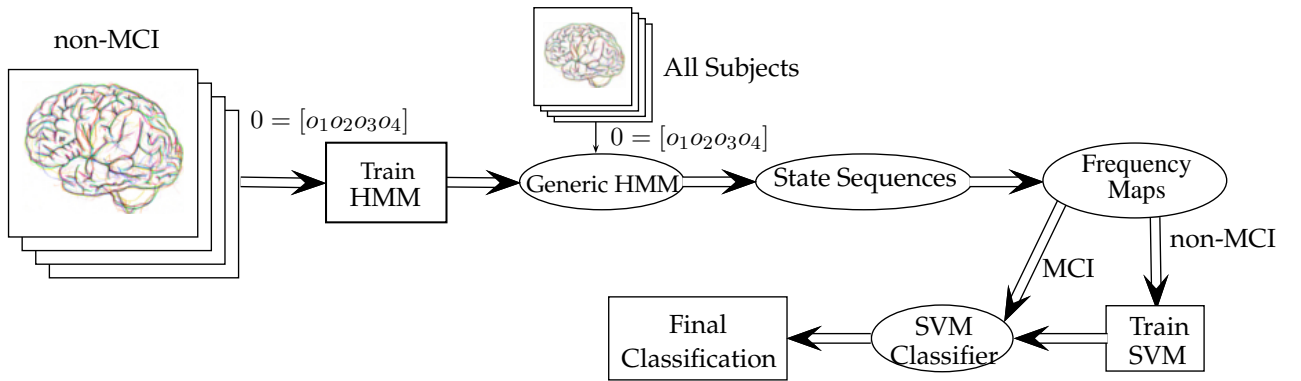 non-MCI
0 = [o₁o₂o₃o₄]
Train
HMM
All Subjects
0 = [o₁o₂o₃o₄]
Generic HMM
State Sequences
Frequency
Maps
MCI
non-MCI
Train
SVM
SVM
Classifier
Final
Classification